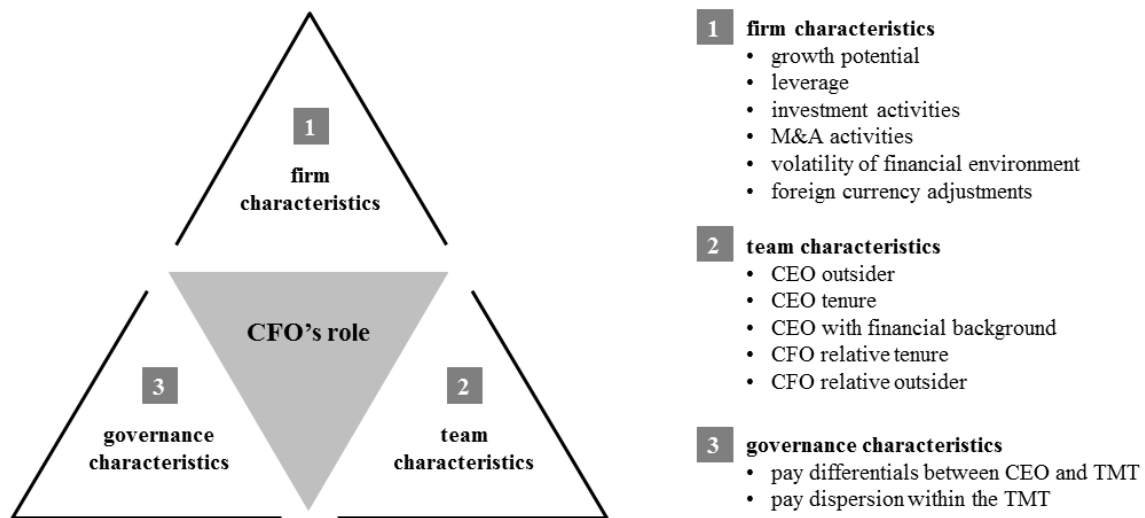 1
firm
characteristics
CFO’s role
3
governance
characteristics
2
team
characteristics
1 firm characteristics
• growth potential
• leverage
• investment activities
• M&A activities
• volatility of financial environment
• foreign currency adjustments
2 team characteristics
• CEO outsider
• CEO tenure
• CEO with financial background
• CFO relative tenure
• CFO relative outsider
3 governance characteristics
• pay differentials between CEO and TMT
• pay dispersion within the TMT